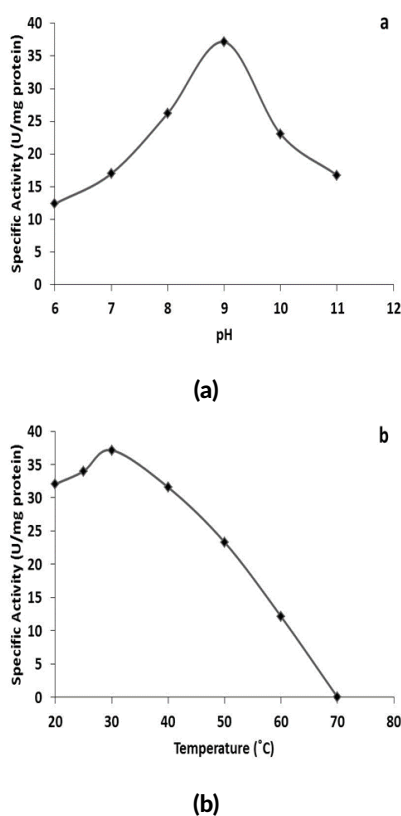 a
Specific Activity (U/mg protein)
40
35
30
25
20
15
10
5
0
6 7 8 9 10 11 12
pH
(a)
b
Specific Activity (U/mg protein)
40
35
30
25
20
15
10
5
0
20 30 40 50 60 70 80
Temperature (˚C)
(b)